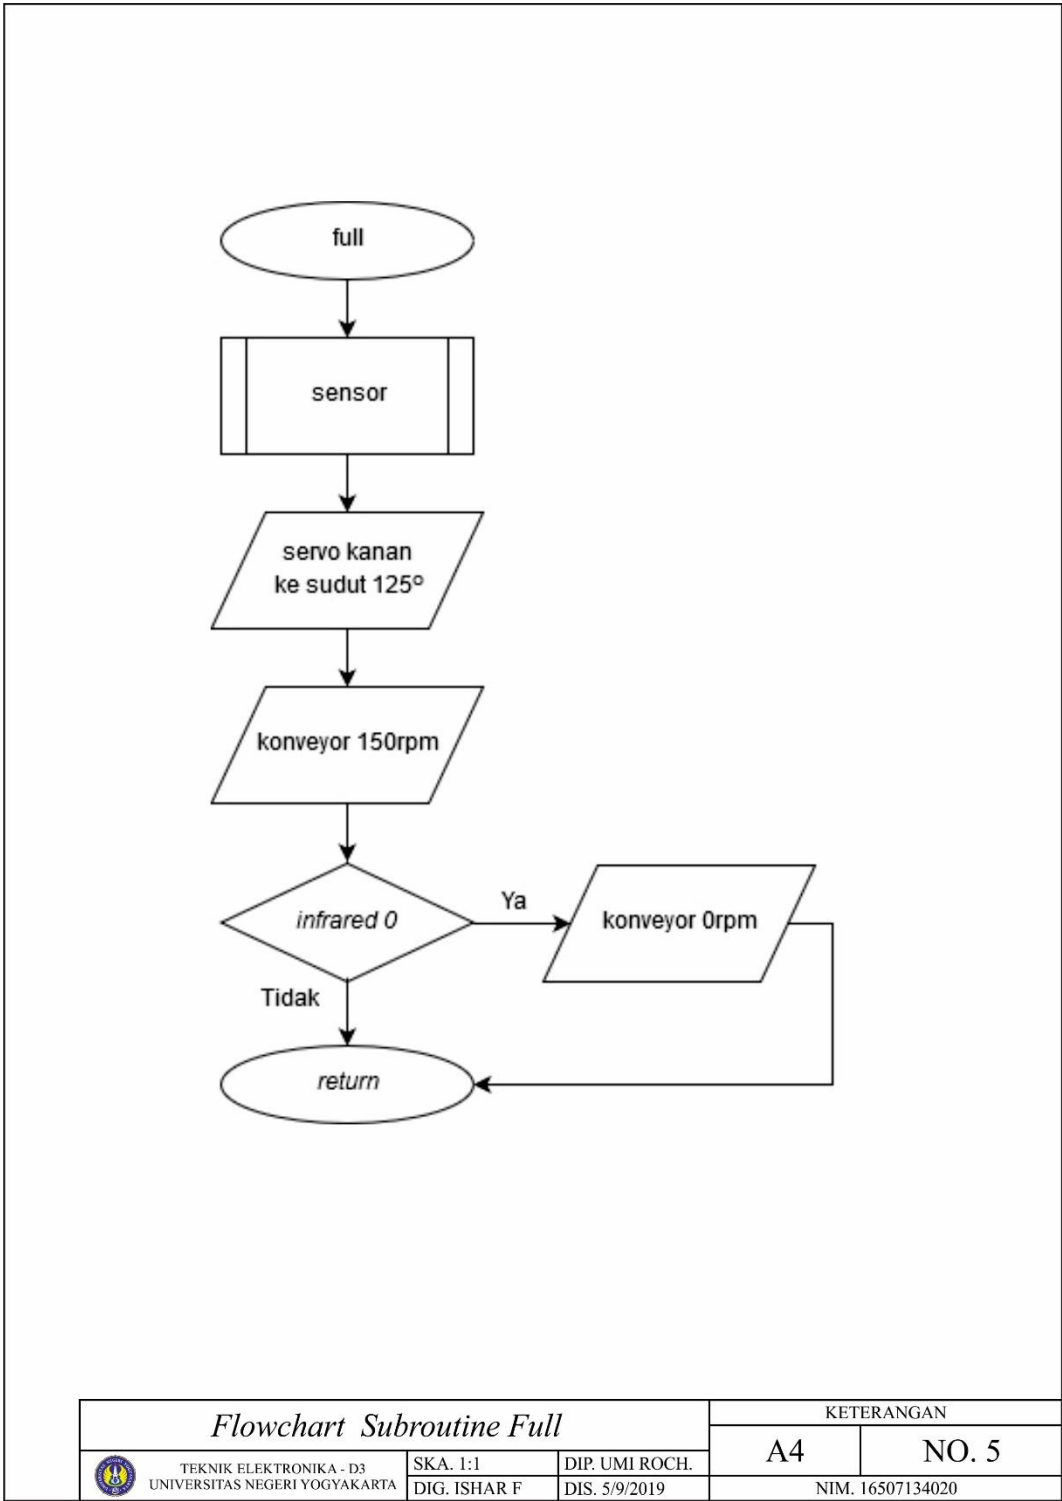 full
sensor
servo kanan
ke sudut 125º
konveyor 150rpm
infrared 0
Ya
konveyor 0rpm
Tidak
return
Flowchart Subroutine Full
KETERANGAN
A4
NO. 5
TEKNIK ELEKTRONIKA - D3
UNIVERSITAS NEGERI YOGYAKARTA
SKA. 1:1
DIP. UMI ROCH.
DIG. ISHAR F
DIS. 5/9/2019
NIM. 16507134020